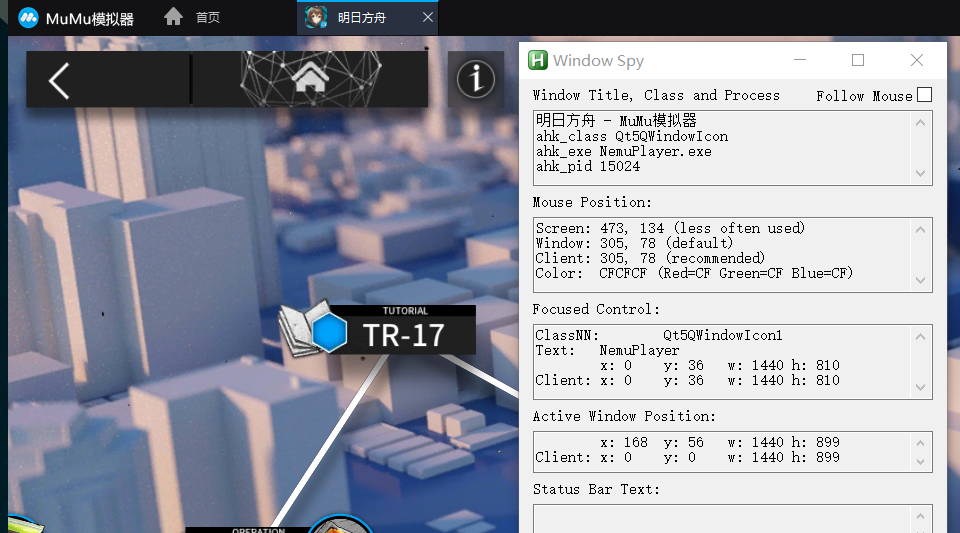 MuMu模拟器
首页
明日方舟
Window Spy
Window Title, Class and Process
Follow Mouse
明日方舟 - MuMu模拟器
ahk_class Qt5QWindowIcon
ahk_exe NemuPlayer.exe
ahk_pid 15024
Mouse Position:
Screen: 473, 134 (less often used)
Window: 305, 78 (default)
Client: 305, 78 (recommended)
Color: CFCFCF (Red=CF Green=CF Blue=CF)
Focused Control:
ClassNN: Qt5QWindowIcon1
Text: NemuPlayer
x: 0 y: 36 w: 1440 h: 810
Client: x: 0 y: 36 w: 1440 h: 810
TUTORIAL
TR-17
Active Window Position:
x: 168 y: 56 w: 1440 h: 899
Client: x: 0 y: 0 w: 1440 h: 899
Status Bar Text:
OPERATION